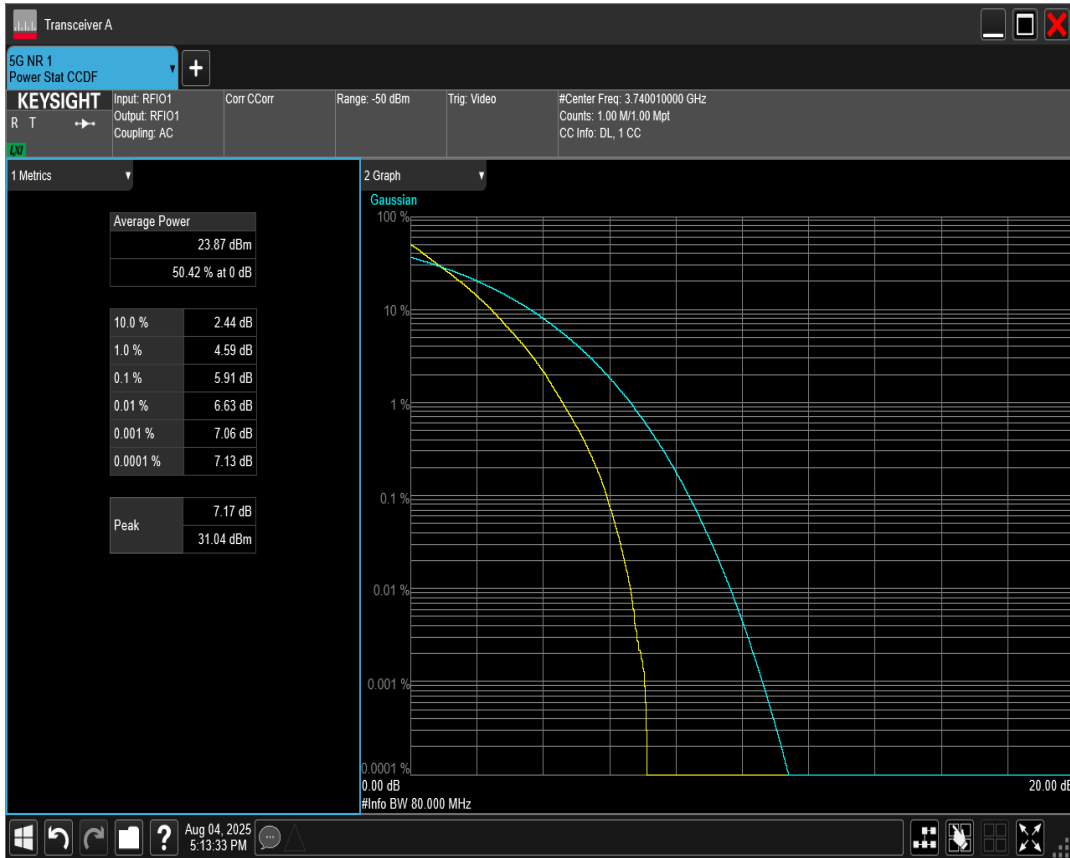 Transceiver A
5G NR 1
Power Stat CCDF
+
KEYSIGHT
R T
LXI
Input: RFIO1
Output: RFIO1
Coupling: AC
Corr CCorr
Range: -50 dBm
Trig: Video
#Center Freq: 3.740010000 GHz
Counts: 1.00 M/1.00 Mpt
CC Info: DL, 1 CC
1 Metrics
Average Power
23.87 dBm
50.42 % at 0 dB
10.0 % 2.44 dB
1.0 % 4.59 dB
0.1 % 5.91 dB
0.01 % 6.63 dB
0.001 % 7.06 dB
0.0001 % 7.13 dB
Peak 7.17 dB
31.04 dBm
2 Graph
Gaussian
100 %
10 %
1 %
0.1 %
0.01 %
0.001 %
0.0001 %
0.00 dB 20.00 dB
#Info BW 80.000 MHz
?
Aug 04, 2025
5:13:33 PM